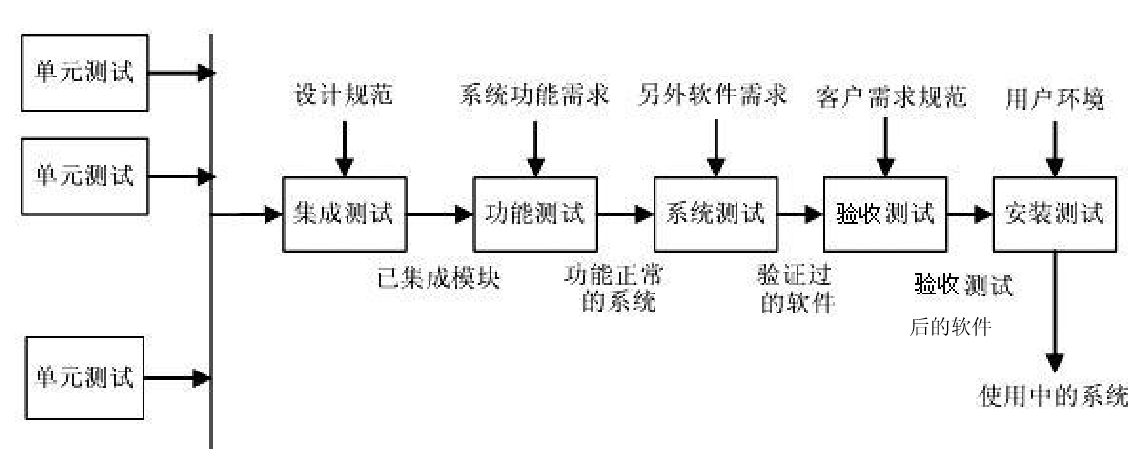 单元测试
单元测试
单元测试
设计规范
系统功能需求
另外软件需求
客户需求规范
用户环境
集成测试
功能测试
系统测试
验收测试
安装测试
已集成模块
功能正常
的系统
验证过
的软件
验收测试
后的软件
使用中的系统